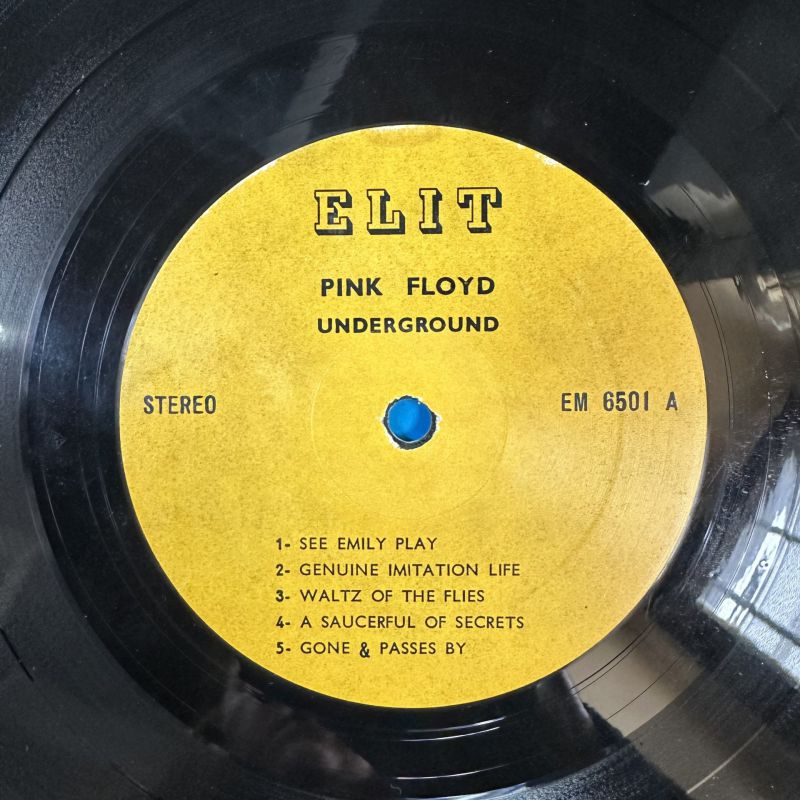 ELIT
PINK FLOYD
UNDERGROUND
STEREO
EM 6501 A
1- SEE EMILY PLAY
2- GENUINE IMITATION LIFE
3- WALTZ OF THE FLIES
4- A SAUCERFUL OF SECRETS
5- GONE & PASSES BY